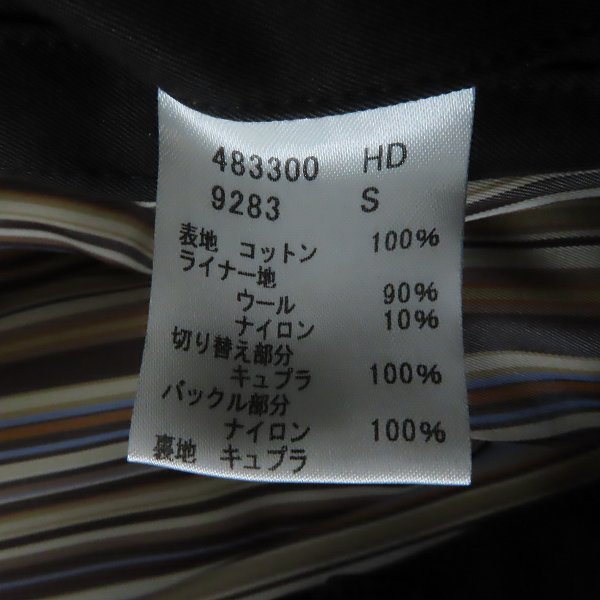 483300 HD
9283 S
表地 コットン 100%
ライナー地
ウール 90%
ナイロン 10%
切り替え部分
キュプラ 100%
バックル部分
ナイロン 100%
裏地 キュプラ